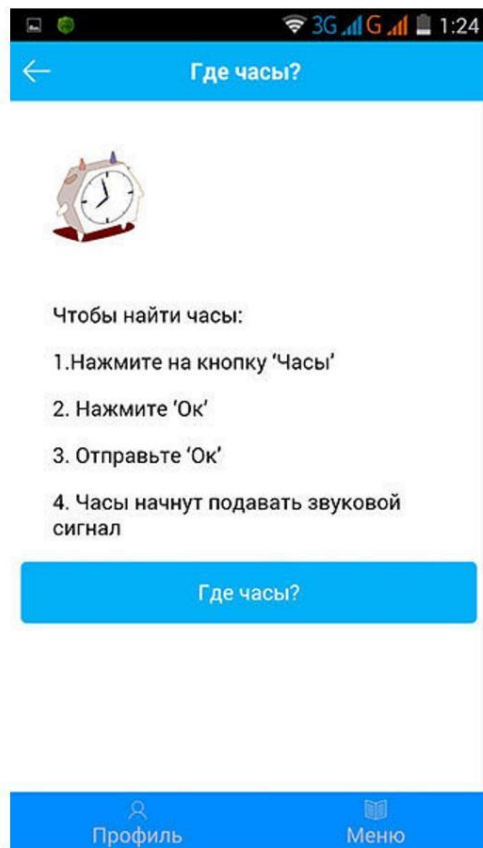 3G G 1:24
Где часы?
Чтобы найти часы:
1.Нажмите на кнопку 'Часы'
2. Нажмите 'Ок'
3. Отправьте 'Ок'
4. Часы начнут подавать звуковой
сигнал
Где часы?
Профиль Меню